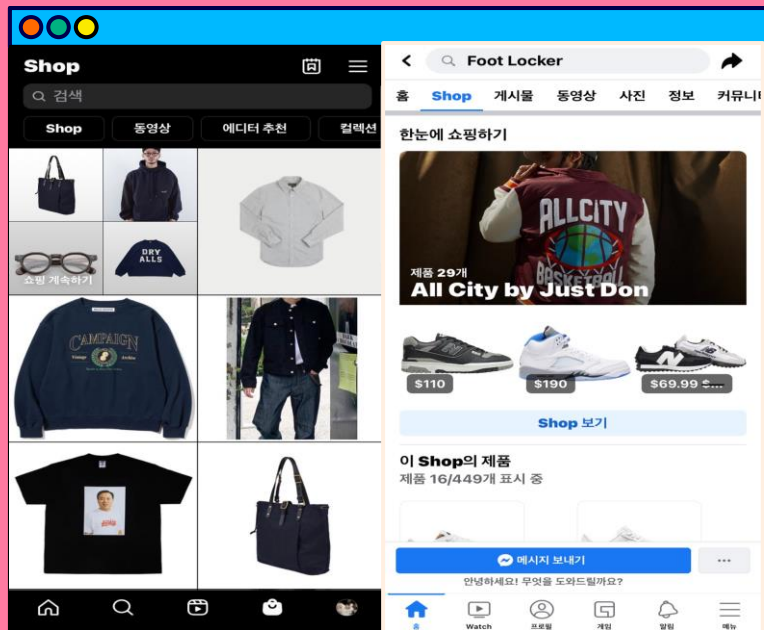 Shop
검색
Shop
동영상
에디터 추천
컬렉션
DRY
ALLS
쇼핑 계속하기
CAMPAIGN
Foot Locker
홈
Shop
게시물
동영상
사진
정보
커뮤니티
한눈에 쇼핑하기
ALLCITY
BASKETBALL
제품 29개
All City by Just Don
$110
$190
$69.99 $...
Shop 보기
이 Shop의 제품
제품 16/449개 표시 중
메시지 보내기
안녕하세요! 무엇을 도와드릴까요?
홈
Watch
프로필
게임
알림
메뉴